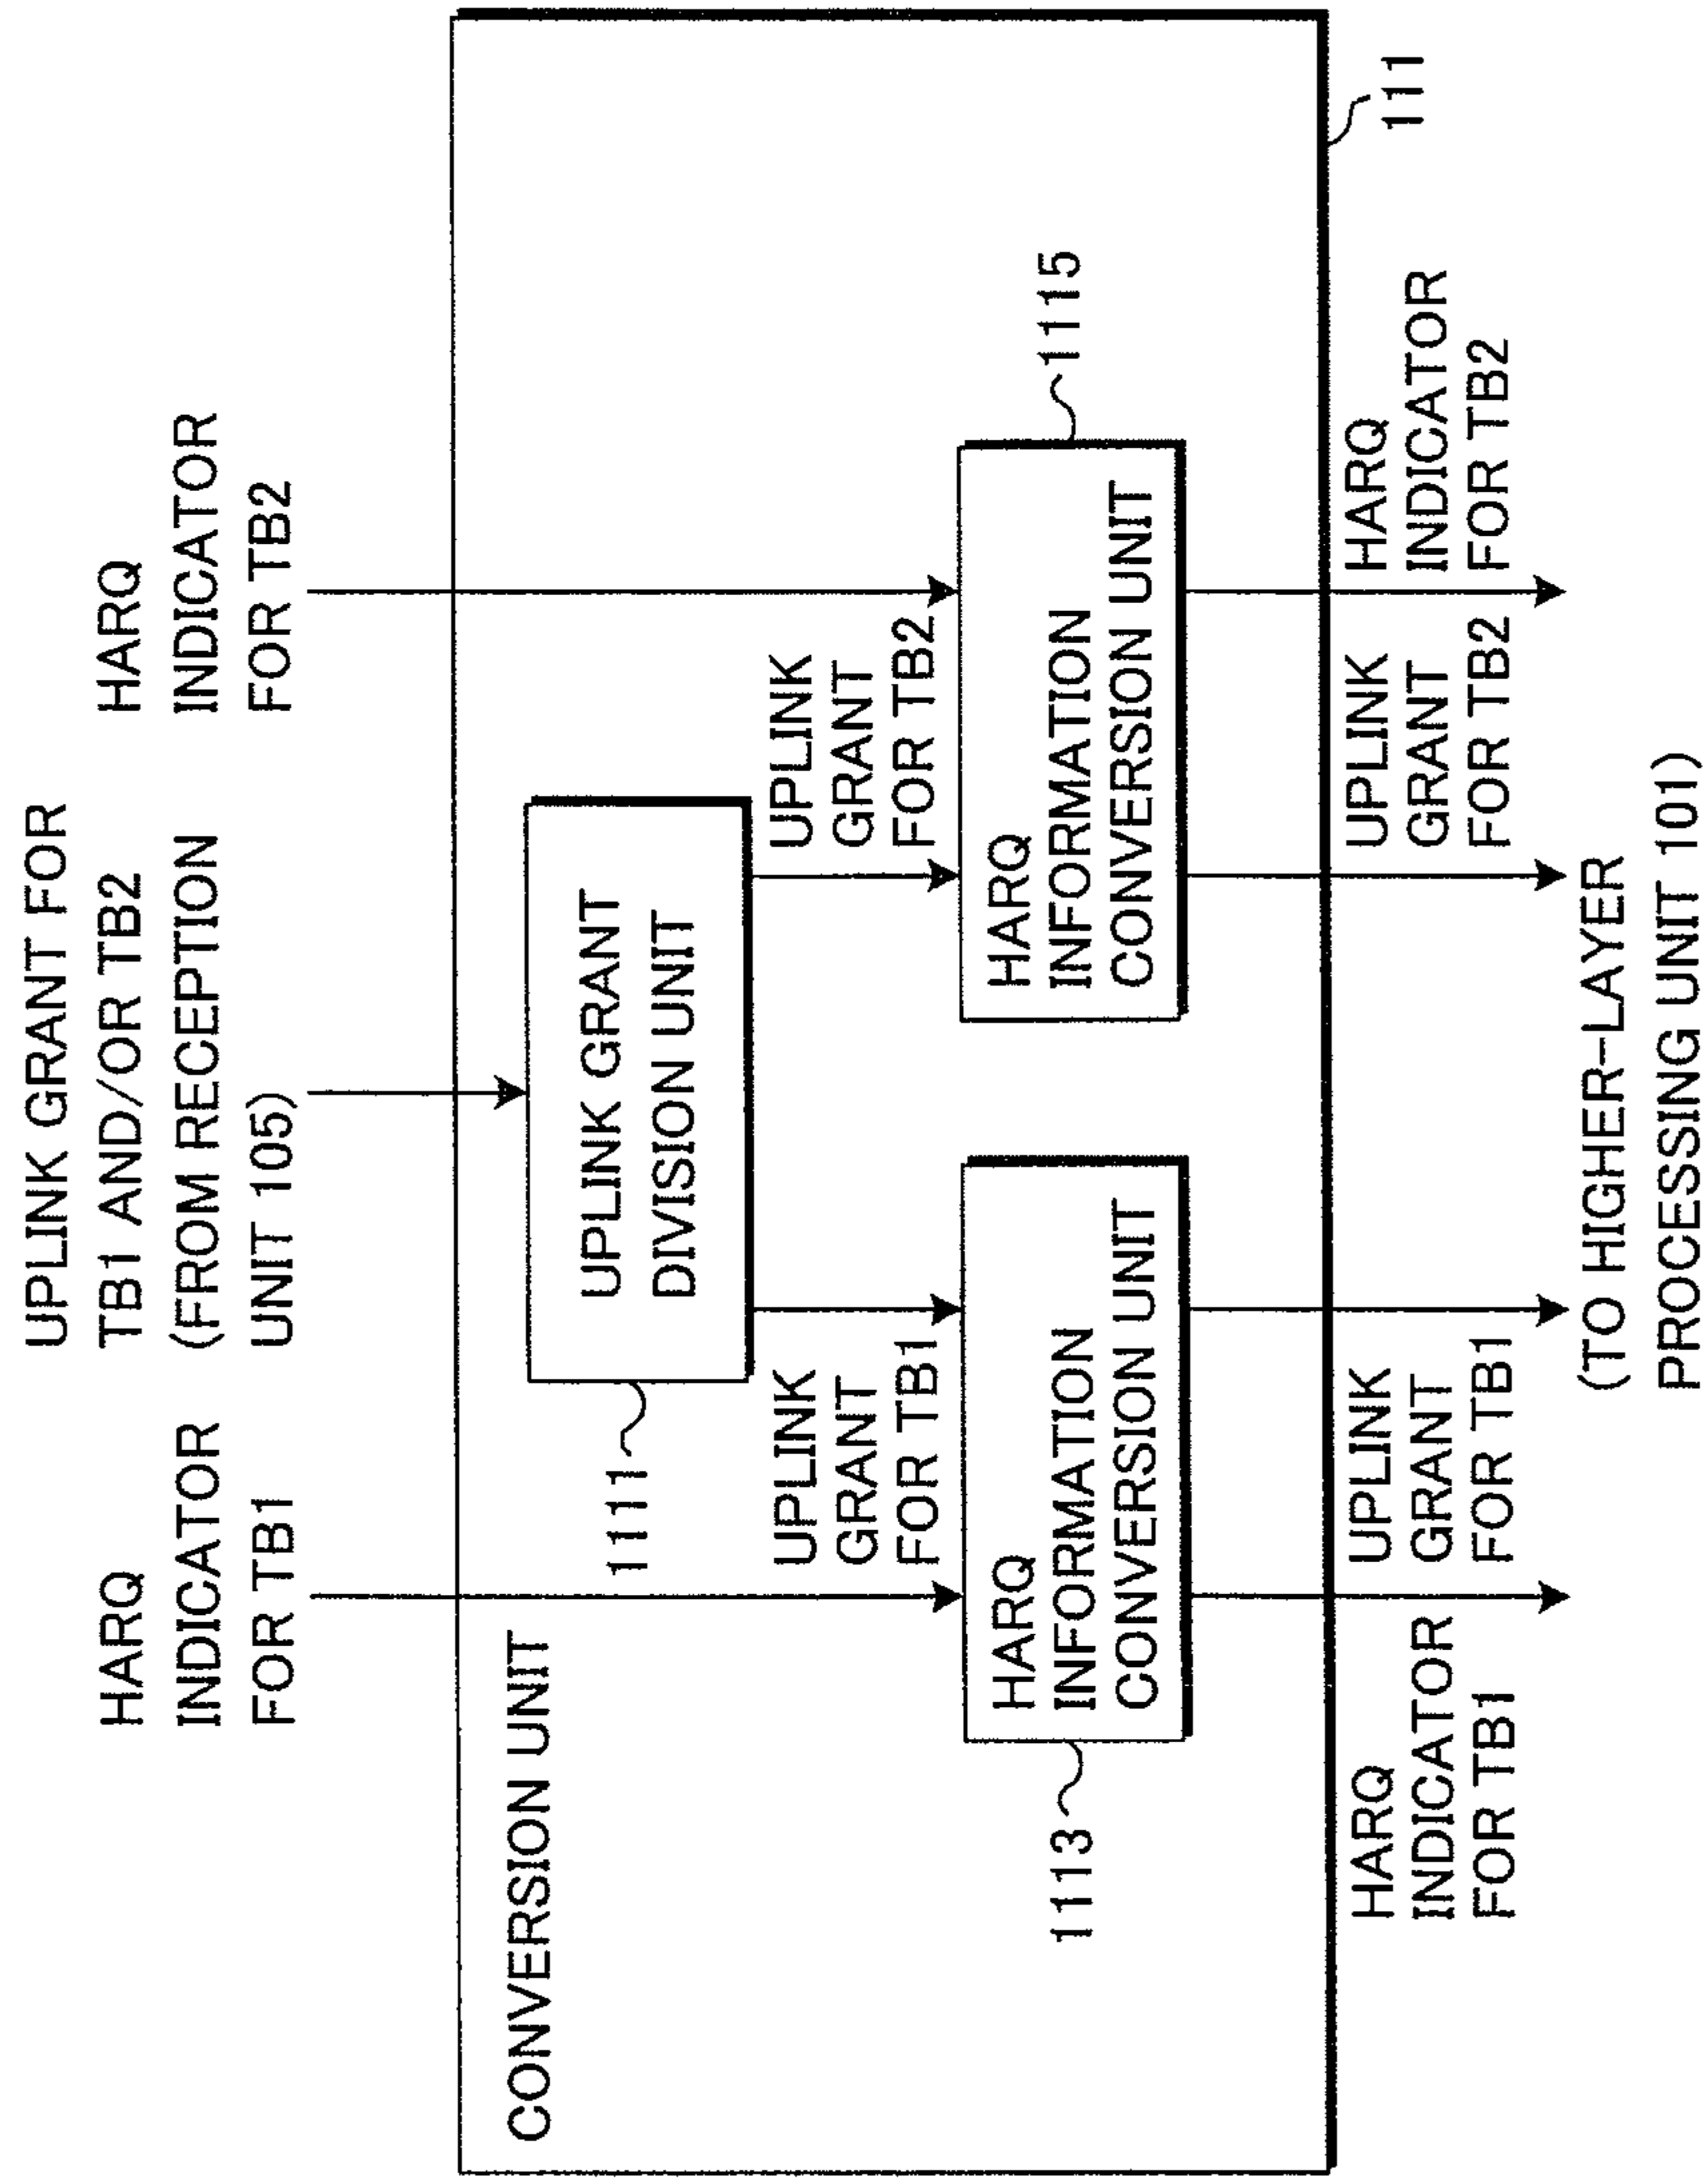 HARQ
INDICATOR
FOR TB1
UPLINK GRANT FOR
TB1 AND/OR TB2
(FROM RECEPTION
UNIT 105)
HARQ
INDICATOR
FOR TB2
CONVERSION UNIT
UPLINK GRANT
DIVISION UNIT
1111
UPLINK
GRANT
FOR TB1
UPLINK
GRANT
FOR TB2
HARQ
INFORMATION
CONVERSION UNIT
1113
HARQ
INFORMATION
CONVERSION UNIT
1115
111
HARQ
INDICATOR
FOR TB1
UPLINK
GRANT
FOR TB1
UPLINK
GRANT
FOR TB2
HARQ
INDICATOR
FOR TB2
(TO HIGHER-LAYER
PROCESSING UNIT 101)